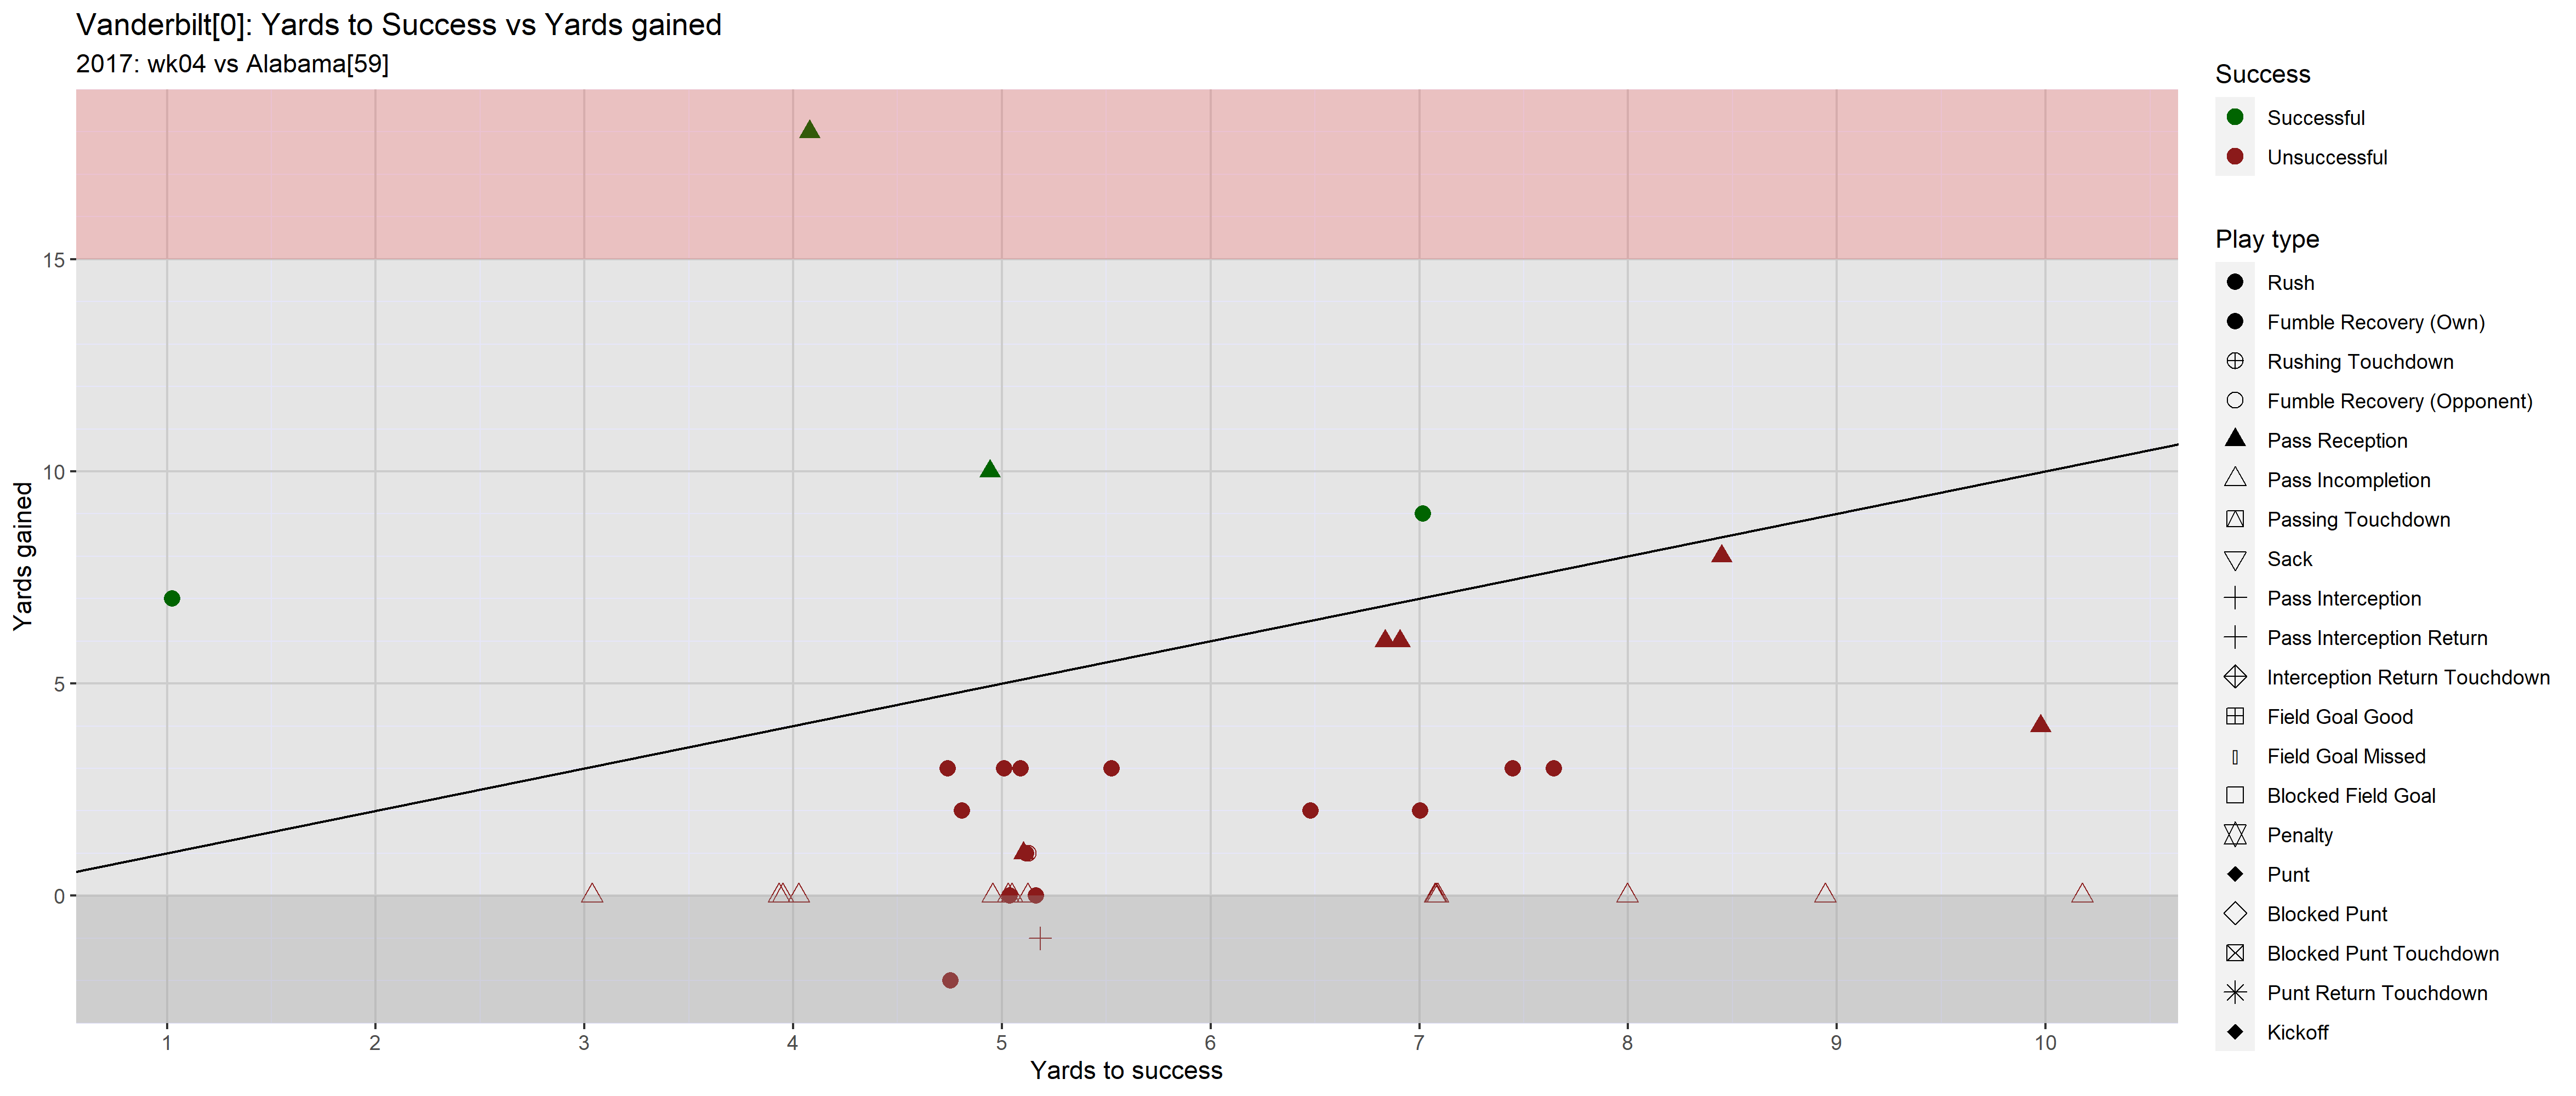 Vanderbilt[0]: Yards to Success vs Yards gained
2017: wk04 vs Alabama[59]
Yards gained
15
10
5
0
1 2 3 4 5 6 7 8 9 10
Yards to success
Success
Successful
Unsuccessful
Play type
Rush
Fumble Recovery (Own)
Rushing Touchdown
Fumble Recovery (Opponent)
Pass Reception
Pass Incompletion
Passing Touchdown
Sack
Pass Interception
Pass Interception Return
Interception Return Touchdown
Field Goal Good
Field Goal Missed
Blocked Field Goal
Penalty
Punt
Blocked Punt
Blocked Punt Touchdown
Punt Return Touchdown
Kickoff